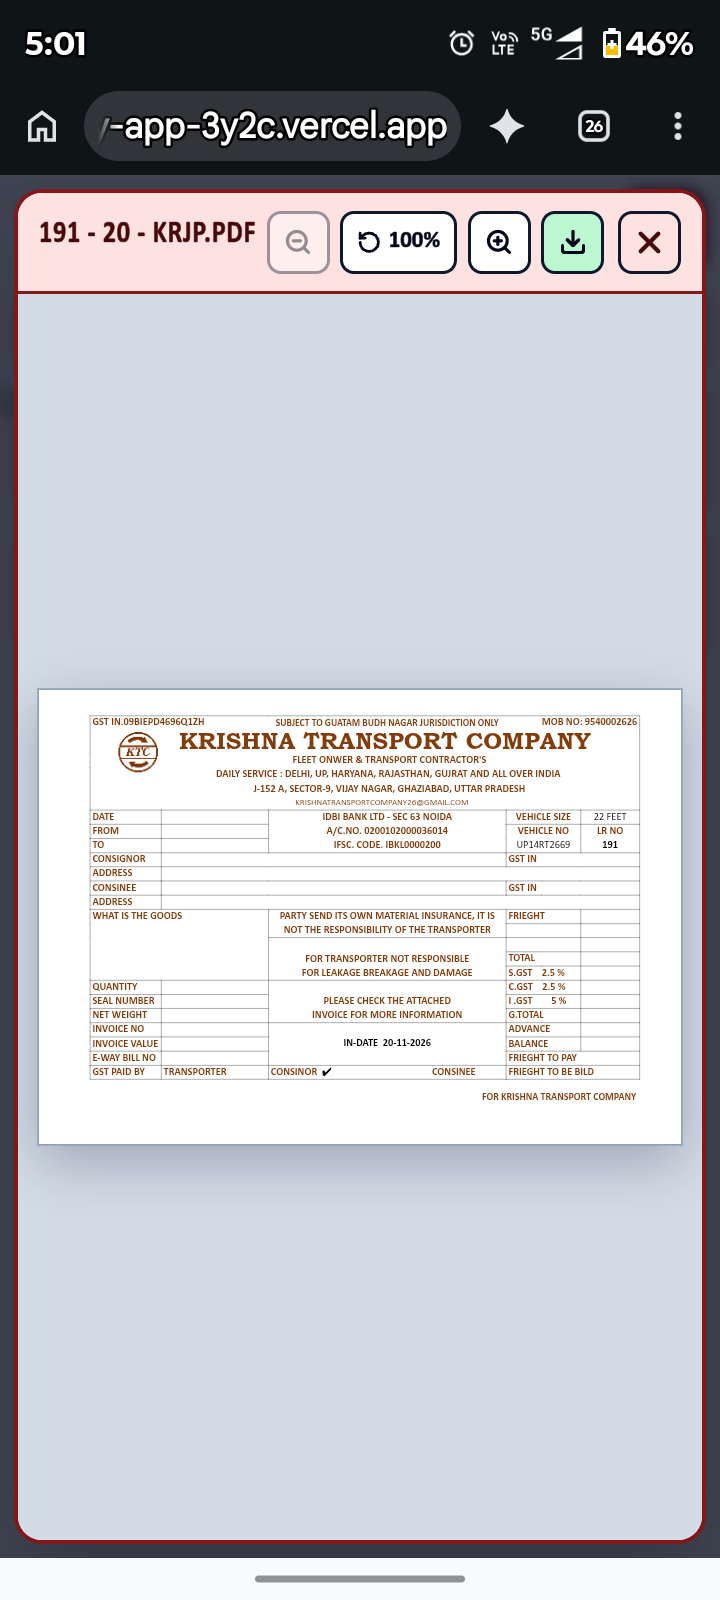 5:01
Vo LTE 5G 46%
/-app-3y2c.vercel.app 26
191 - 20 - KRJP.PDF 100%
GST IN.09BIEPD4696Q1ZH SUBJECT TO GUATAM BUDH NAGAR JURISDICTION ONLY MOB NO: 9540002626
KTC KRISHNA TRANSPORT COMPANY
FLEET ONWER & TRANSPORT CONTRACTOR'S
DAILY SERVICE : DELHI, UP, HARYANA, RAJASTHAN, GUJRAT AND ALL OVER INDIA
J-152 A, SECTOR-9, VIJAY NAGAR, GHAZIABAD, UTTAR PRADESH
KRISHNATRANSPORTCOMPANY26@GMAIL.COM
DATE IDBI BANK LTD - SEC 63 NOIDA VEHICLE SIZE 22 FEET
FROM A/C.NO. 0200102000036014 VEHICLE NO LR NO
TO IFSC. CODE. IBKL0000200 UP14RT2669 191
CONSIGNOR GST IN
ADDRESS
CONSINEE GST IN
ADDRESS
WHAT IS THE GOODS PARTY SEND ITS OWN MATERIAL INSURANCE, IT IS FRIEGHT
NOT THE RESPONSIBILITY OF THE TRANSPORTER
FOR TRANSPORTER NOT RESPONSIBLE TOTAL
FOR LEAKAGE BREAKAGE AND DAMAGE S.GST 2.5 %
QUANTITY C.GST 2.5 %
SEAL NUMBER PLEASE CHECK THE ATTACHED I .GST 5 %
NET WEIGHT INVOICE FOR MORE INFORMATION G.TOTAL
INVOICE NO ADVANCE
INVOICE VALUE IN-DATE 20-11-2026 BALANCE
E-WAY BILL NO FRIEGHT TO PAY
GST PAID BY TRANSPORTER CONSINOR ✔ CONSINEE FRIEGHT TO BE BILD
FOR KRISHNA TRANSPORT COMPANY